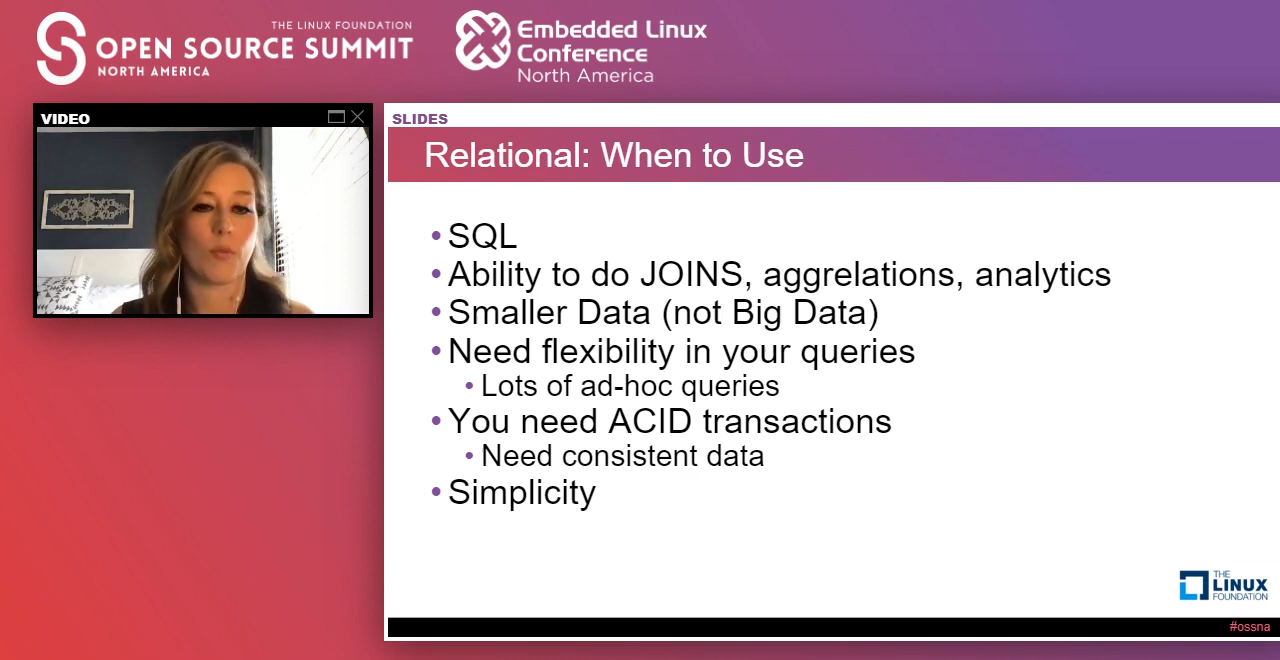 THE LINUX FOUNDATION
OPEN SOURCE SUMMIT
NORTH AMERICA
Embedded Linux
Conference
North America
VIDEO
SLIDES
Relational: When to Use
• SQL
• Ability to do JOINS, aggrelations, analytics
• Smaller Data (not Big Data)
• Need flexibility in your queries
• Lots of ad-hoc queries
• You need ACID transactions
• Need consistent data
• Simplicity
THE
LINUX
FOUNDATION
#ossna